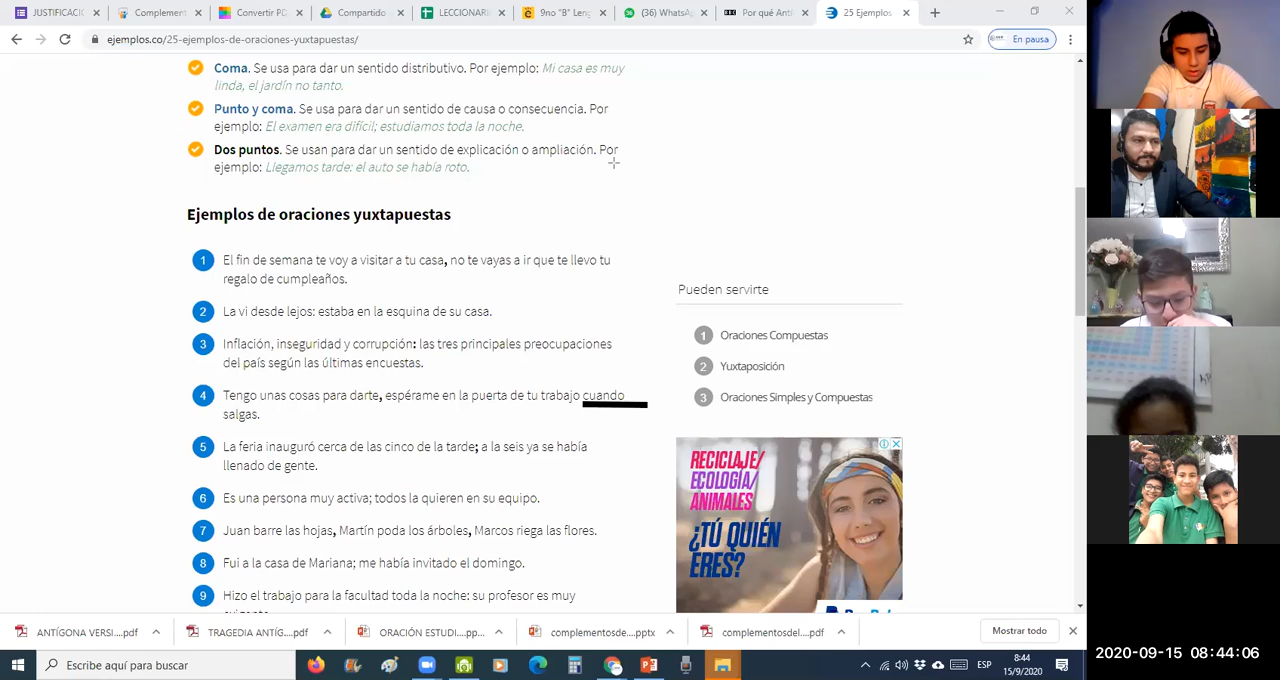 JUSTIFICACIO
Complement
Convertir PD
Compartido
LECCIONARI
9no "B" Leng
(36) WhatsA
Por qué Antí
25 Ejemplos
ejemplos.co/25-ejemplos-de-oraciones-yuxtapuestas/
En pausa
Coma. Se usa para dar un sentido distributivo. Por ejemplo: Mi casa es muy
linda, el jardín no tanto.
Punto y coma. Se usa para dar un sentido de causa o consecuencia. Por
ejemplo: El examen era difícil; estudiamos toda la noche.
Dos puntos. Se usan para dar un sentido de explicación o ampliación. Por
ejemplo: Llegamos tarde: el auto se había roto.
Ejemplos de oraciones yuxtapuestas
1 El fin de semana te voy a visitar a tu casa, no te vayas a ir que te llevo tu
regalo de cumpleaños.
2 La vi desde lejos: estaba en la esquina de su casa.
3 Inflación, inseguridad y corrupción: las tres principales preocupaciones
del país según las últimas encuestas.
4 Tengo unas cosas para darte, espérame en la puerta de tu trabajo cuando
salgas.
5 La feria inauguró cerca de las cinco de la tarde; a la seis ya se había
llenado de gente.
6 Es una persona muy activa; todos la quieren en su equipo.
7 Juan barre las hojas, Martín poda los árboles, Marcos riega las flores.
8 Fui a la casa de Mariana; me había invitado el domingo.
9 Hizo el trabajo para la facultad toda la noche: su profesor es muy
Pueden servirte
1 Oraciones Compuestas
2 Yuxtaposición
3 Oraciones Simples y Compuestas
RECICLAJE/
ECOLOGÍA/
ANIMALES
¿TÚ QUIÉN
ERES?
ANTÍGONA VERSI....pdf
TRAGEDIA ANTÍG....pdf
ORACIÓN ESTUDI....pp...
complementosde....pptx
complementosdel....pdf
Mostrar todo
Escribe aquí para buscar
ESP
8:44
15/9/2020
2020-09-15 08:44:06